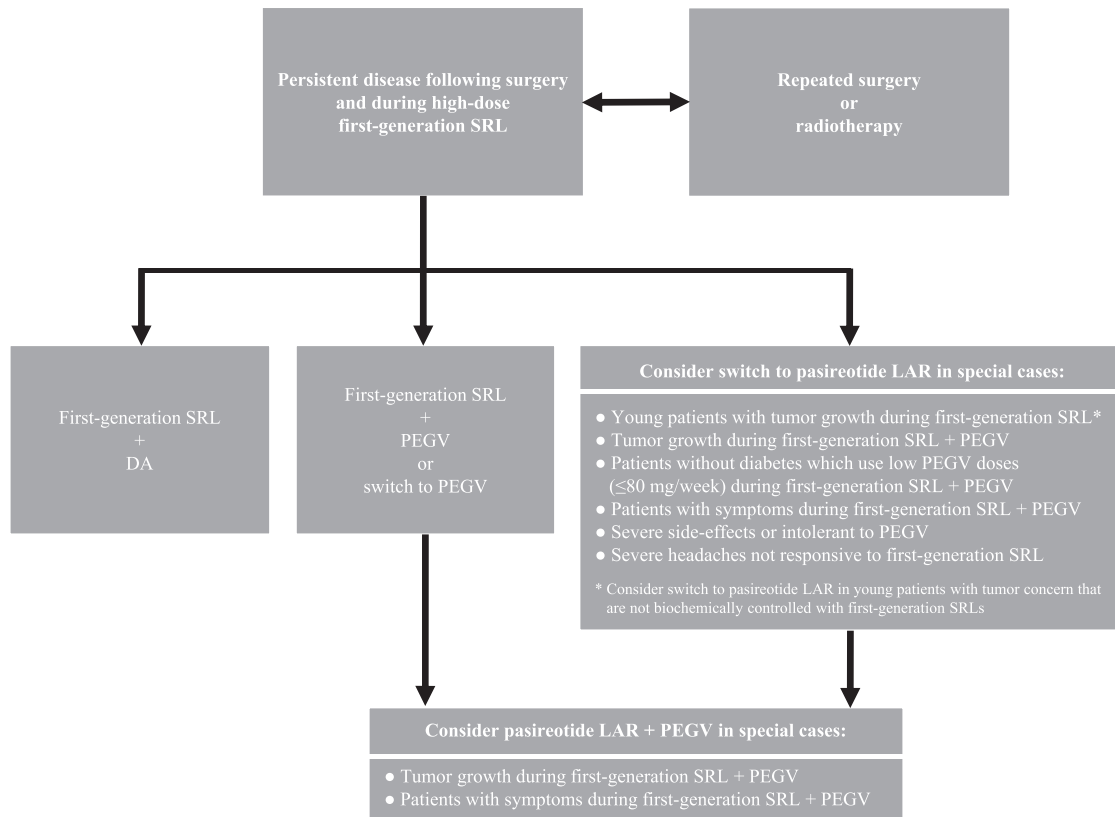 Persistent disease following surgery
and during high-dose
first-generation SRL
Repeated surgery
or
radiotherapy
First-generation SRL
+
DA
First-generation SRL
+
PEGV
or
switch to PEGV
Consider switch to pasireotide LAR in special cases:
● Young patients with tumor growth during first-generation SRL*
● Tumor growth during first-generation SRL + PEGV
● Patients without diabetes which use low PEGV doses
(≤80 mg/week) during first-generation SRL + PEGV
● Patients with symptoms during first-generation SRL + PEGV
● Severe side-effects or intolerant to PEGV
● Severe headaches not responsive to first-generation SRL
* Consider switch to pasireotide LAR in young patients with tumor concern that
are not biochemically controlled with first-generation SRLs
Consider pasireotide LAR + PEGV in special cases:
● Tumor growth during first-generation SRL + PEGV
● Patients with symptoms during first-generation SRL + PEGV